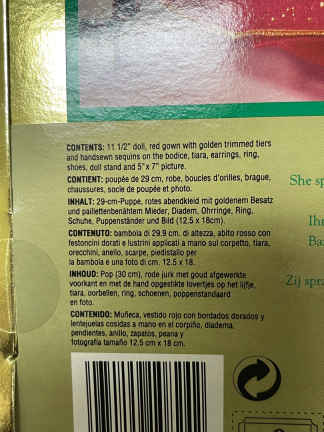 CONTENTS: 11 1/2" doll, red gown with golden trimmed tiers
and handsewn sequins on the bodice, tiara, earrings, ring,
shoes, doll stand and 5" x 7" picture.
CONTIENT: poupée de 29 cm, robe, boucles d'orilles, brague,
chaussures, socle de poupée et photo.
INHALT: 29-cm-Puppe, rotes abendkleid mit goldenem Besatz
und paillettenbenähtem Mieder, Diadem, Ohrringe, Ring,
Schuhe, Puppenständer und Bild (12.5 x 18cm).
CONTENUTO: bambola di 29.9 cm. di altezza, abito rosso con
festoncini dorati e lustrini applicati a mano sul corpetto, tiara,
orecchini, anello, scarpe, piedistallo per
la bambola e una foto di cm. 12.5 x 18.
INHOUD: Pop (30 cm), rode jurk met goud afgewerkte
voorkant en met de hand opgestikte lovertjes op het lijfje,
tiara, oorbellen, ring, schoenen, poppenstandaard
en foto.
CONTENIDO: Muñeca, vestido rojo con bordados dorados y
lentejuelas cosidas a mano en el corpiño, diadema,
pendientes, anillo, zapatos, peana y
fotografia tamaño 12.5 cm x 18 cm.
She sp
Ihr
Ba
Zij spra